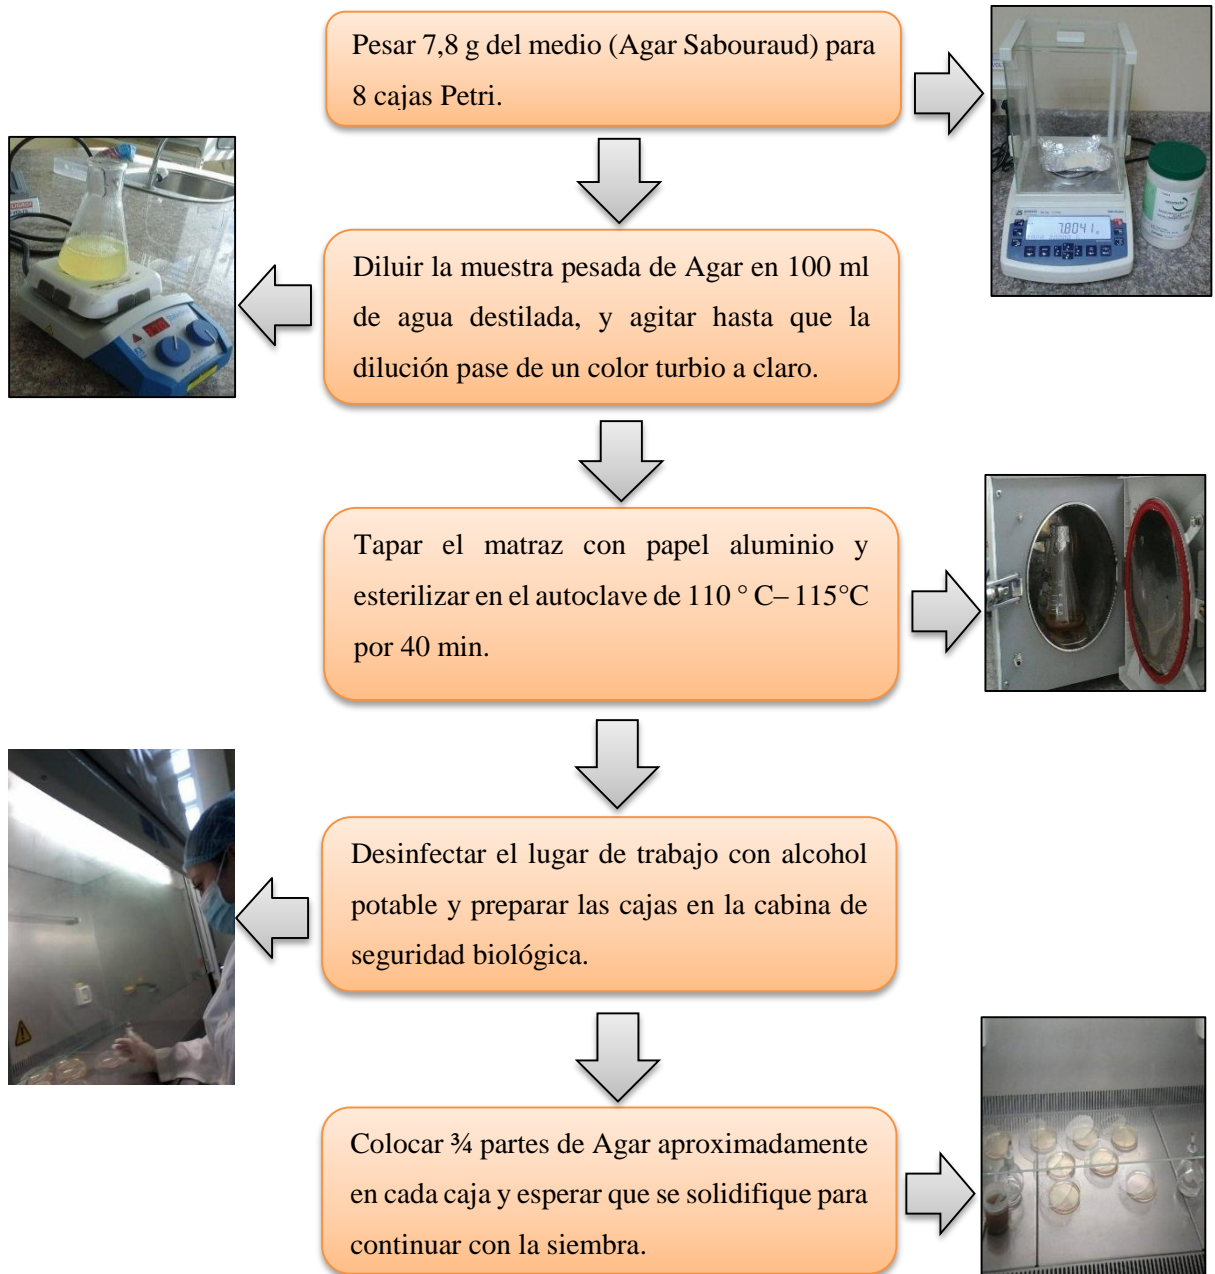 Pesar 7,8 g del medio (Agar Sabouraud) para
8 cajas Petri.
7.8041
Diluir la muestra pesada de Agar en 100 ml
de agua destilada, y agitar hasta que la
dilución pase de un color turbio a claro.
Tapar el matraz con papel aluminio y
esterilizar en el autoclave de 110 ° C– 115°C
por 40 min.
Desinfectar el lugar de trabajo con alcohol
potable y preparar las cajas en la cabina de
seguridad biológica.
Colocar ¾ partes de Agar aproximadamente
en cada caja y esperar que se solidifique para
continuar con la siembra.